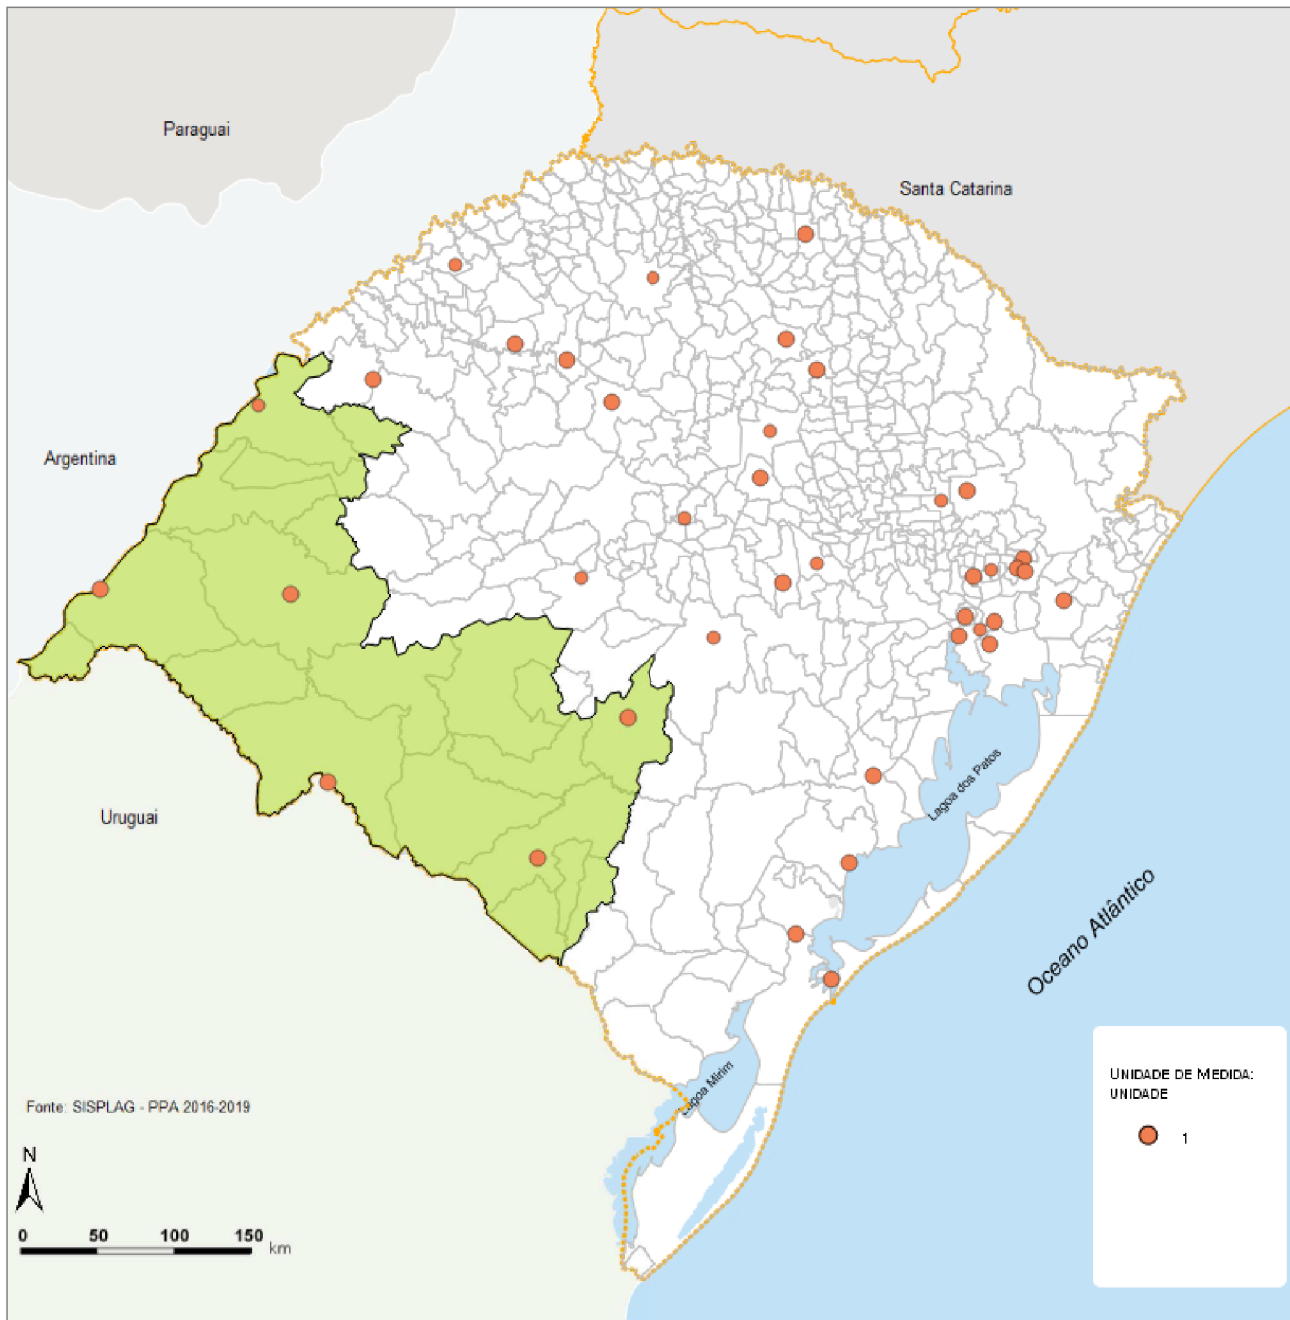 Paraguai
Santa Catarina
Argentina
Uruguai
Lagoa dos Patos
Oceano Atlântico
Lagoa Mirim
Fonte: SISPLAG - PPA 2016-2019
N
0 50 100 150 km
UNIDADE DE MEDIDA:
UNIDADE
1